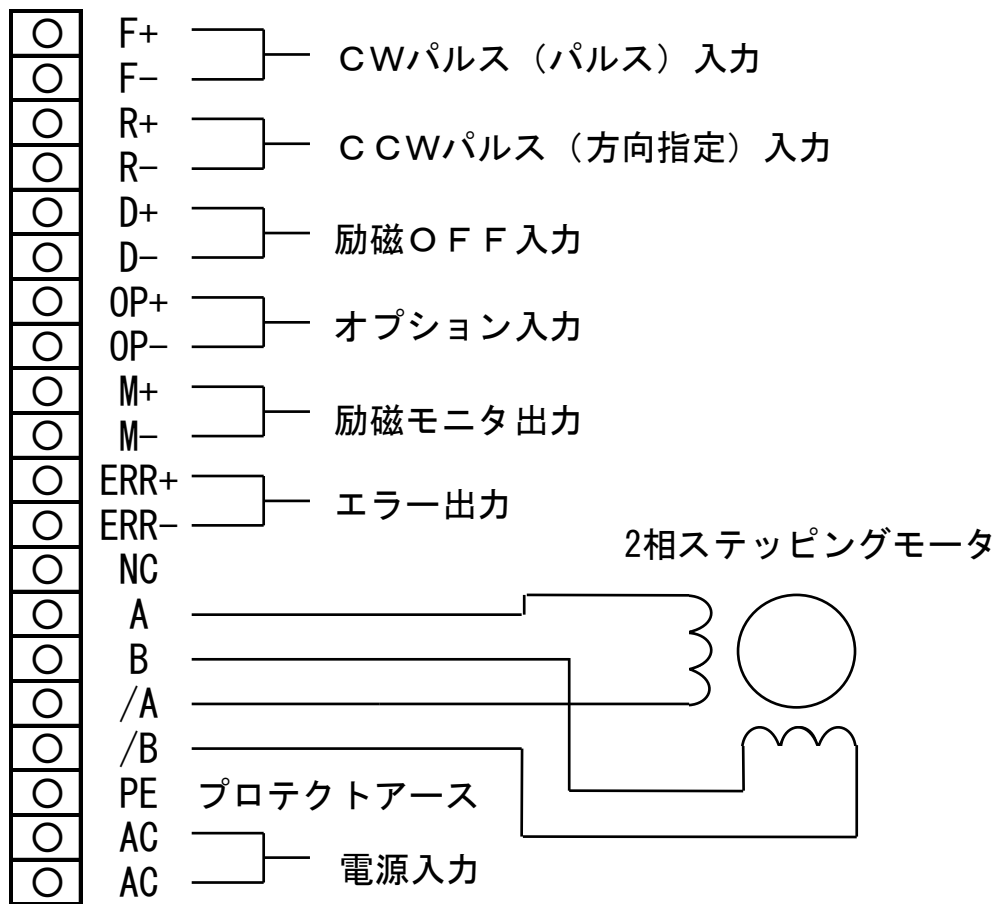 F+
CWパルス（パルス）入力
F-
R+
CCWパルス（方向指定）入力
R-
D+
励磁OFF入力
D-
OP+
オプション入力
OP-
M+
励磁モニタ出力
M-
ERR+
エラー出力
ERR-
2相ステッピングモータ
NC
A
B
/A
/B
PE プロテクトアース
AC
電源入力
AC